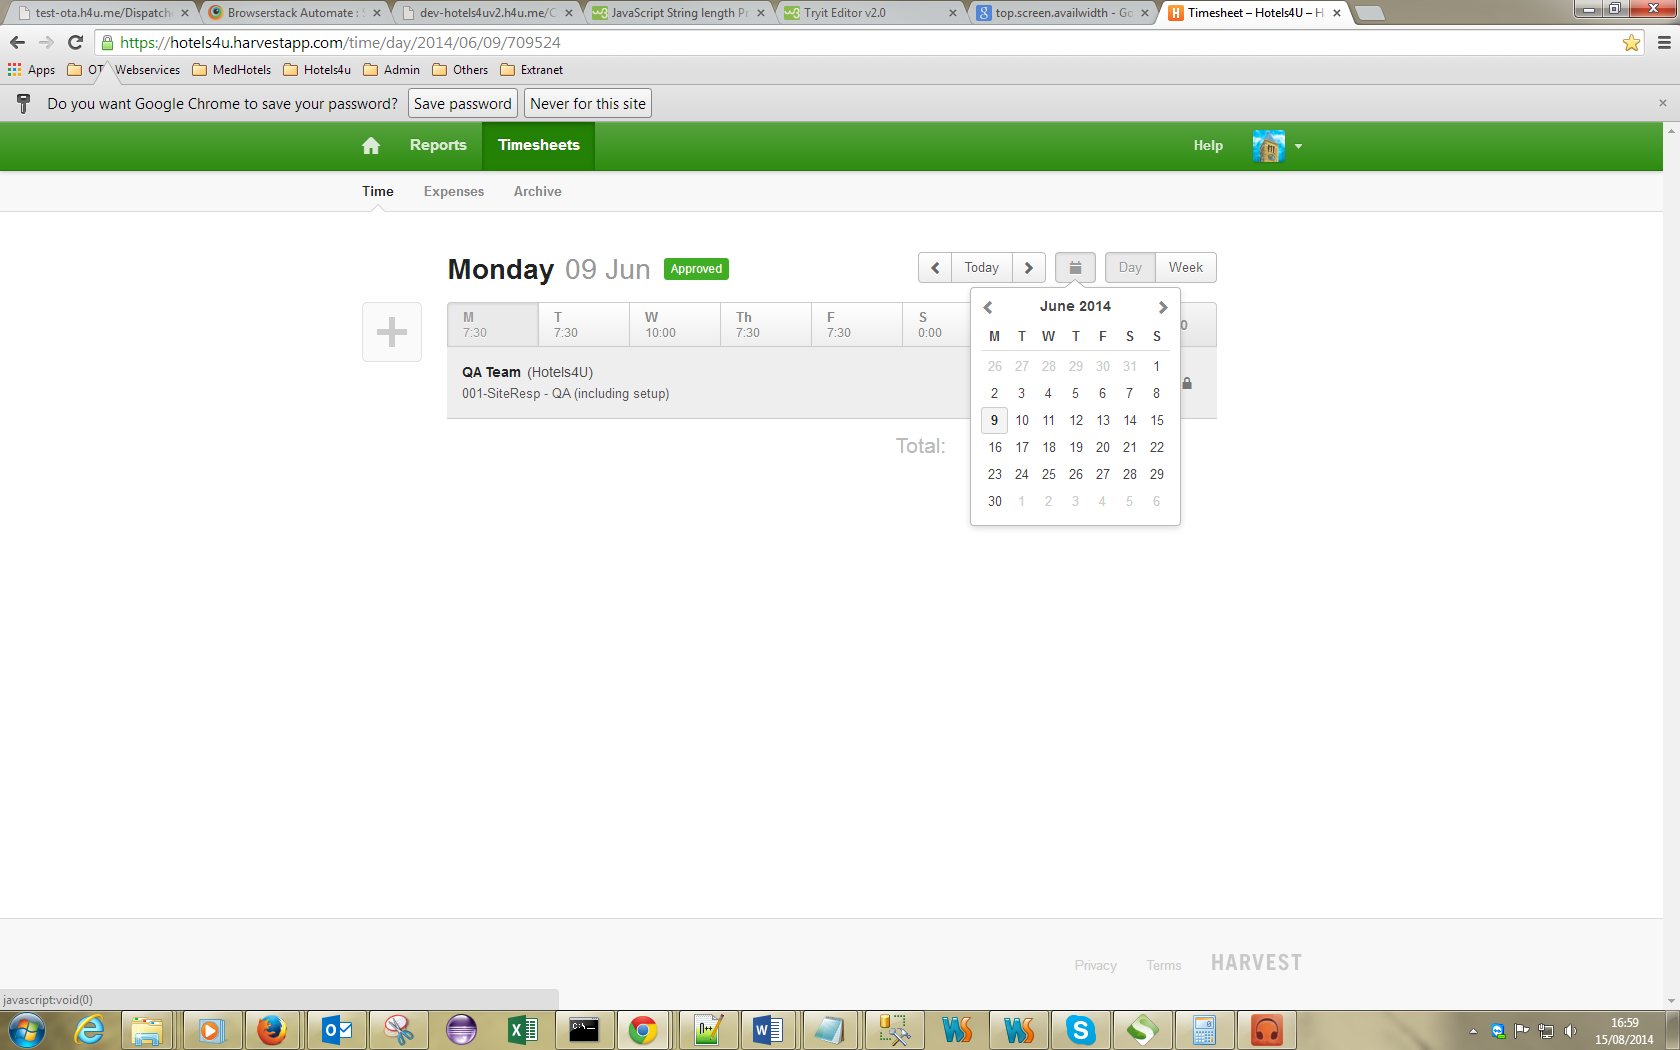 test-ota.h4u.me/Dispatche
Browserstack Automate : S
dev-hotels4uv2.h4u.me/C
JavaScript String length Pr
Tryit Editor v2.0
top.screen.availwidth - Go
Timesheet – Hotels4U – H
https://hotels4u.harvestapp.com/time/day/2014/06/09/709524
Apps
OT
Webservices
MedHotels
Hotels4u
Admin
Others
Extranet
Do you want Google Chrome to save your password?
Save password
Never for this site
Reports
Timesheets
Help
Time
Expenses
Archive
Monday 09 Jun
Approved
Today
Day
Week
M
7:30
T
7:30
W
10:00
Th
7:30
F
7:30
S
0:00
0
QA Team (Hotels4U)
001-SiteResp - QA (including setup)
Total:
June 2014
M T W T F S S
26 27 28 29 30 31 1
2 3 4 5 6 7 8
9 10 11 12 13 14 15
16 17 18 19 20 21 22
23 24 25 26 27 28 29
30 1 2 3 4 5 6
Privacy
Terms
HARVEST
javascript:void(0)
16:59
15/08/2014